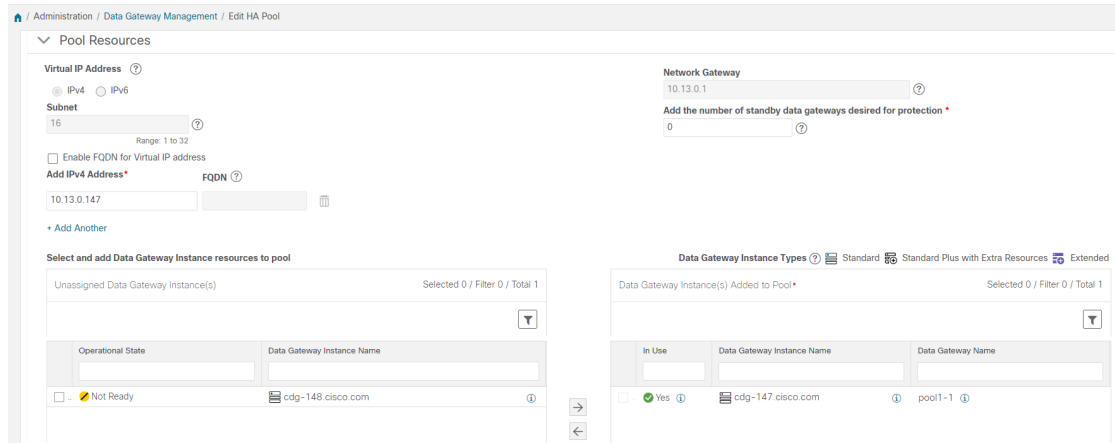 / Administration / Data Gateway Management / Edit HA Pool
Pool Resources
Virtual IP Address ?
IPv4 IPv6
Subnet
16 ?
Range: 1 to 32
Enable FQDN for Virtual IP address
Add IPv4 Address* FQDN ?
10.13.0.147
+ Add Another
Network Gateway
10.13.0.1 ?
Add the number of standby data gateways desired for protection *
0 ?
Select and add Data Gateway Instance resources to pool
Data Gateway Instance Types ? Standard Standard Plus with Extra Resources Extended
Unassigned Data Gateway Instance(s) Selected 0 / Filter 0 / Total 1
Operational State Data Gateway Instance Name
Not Ready cdg-148.cisco.com i
Data Gateway Instance(s) Added to Pool* Selected 0 / Filter 0 / Total 1
In Use Data Gateway Instance Name Data Gateway Name
Yes i cdg-147.cisco.com i pool1-1 i